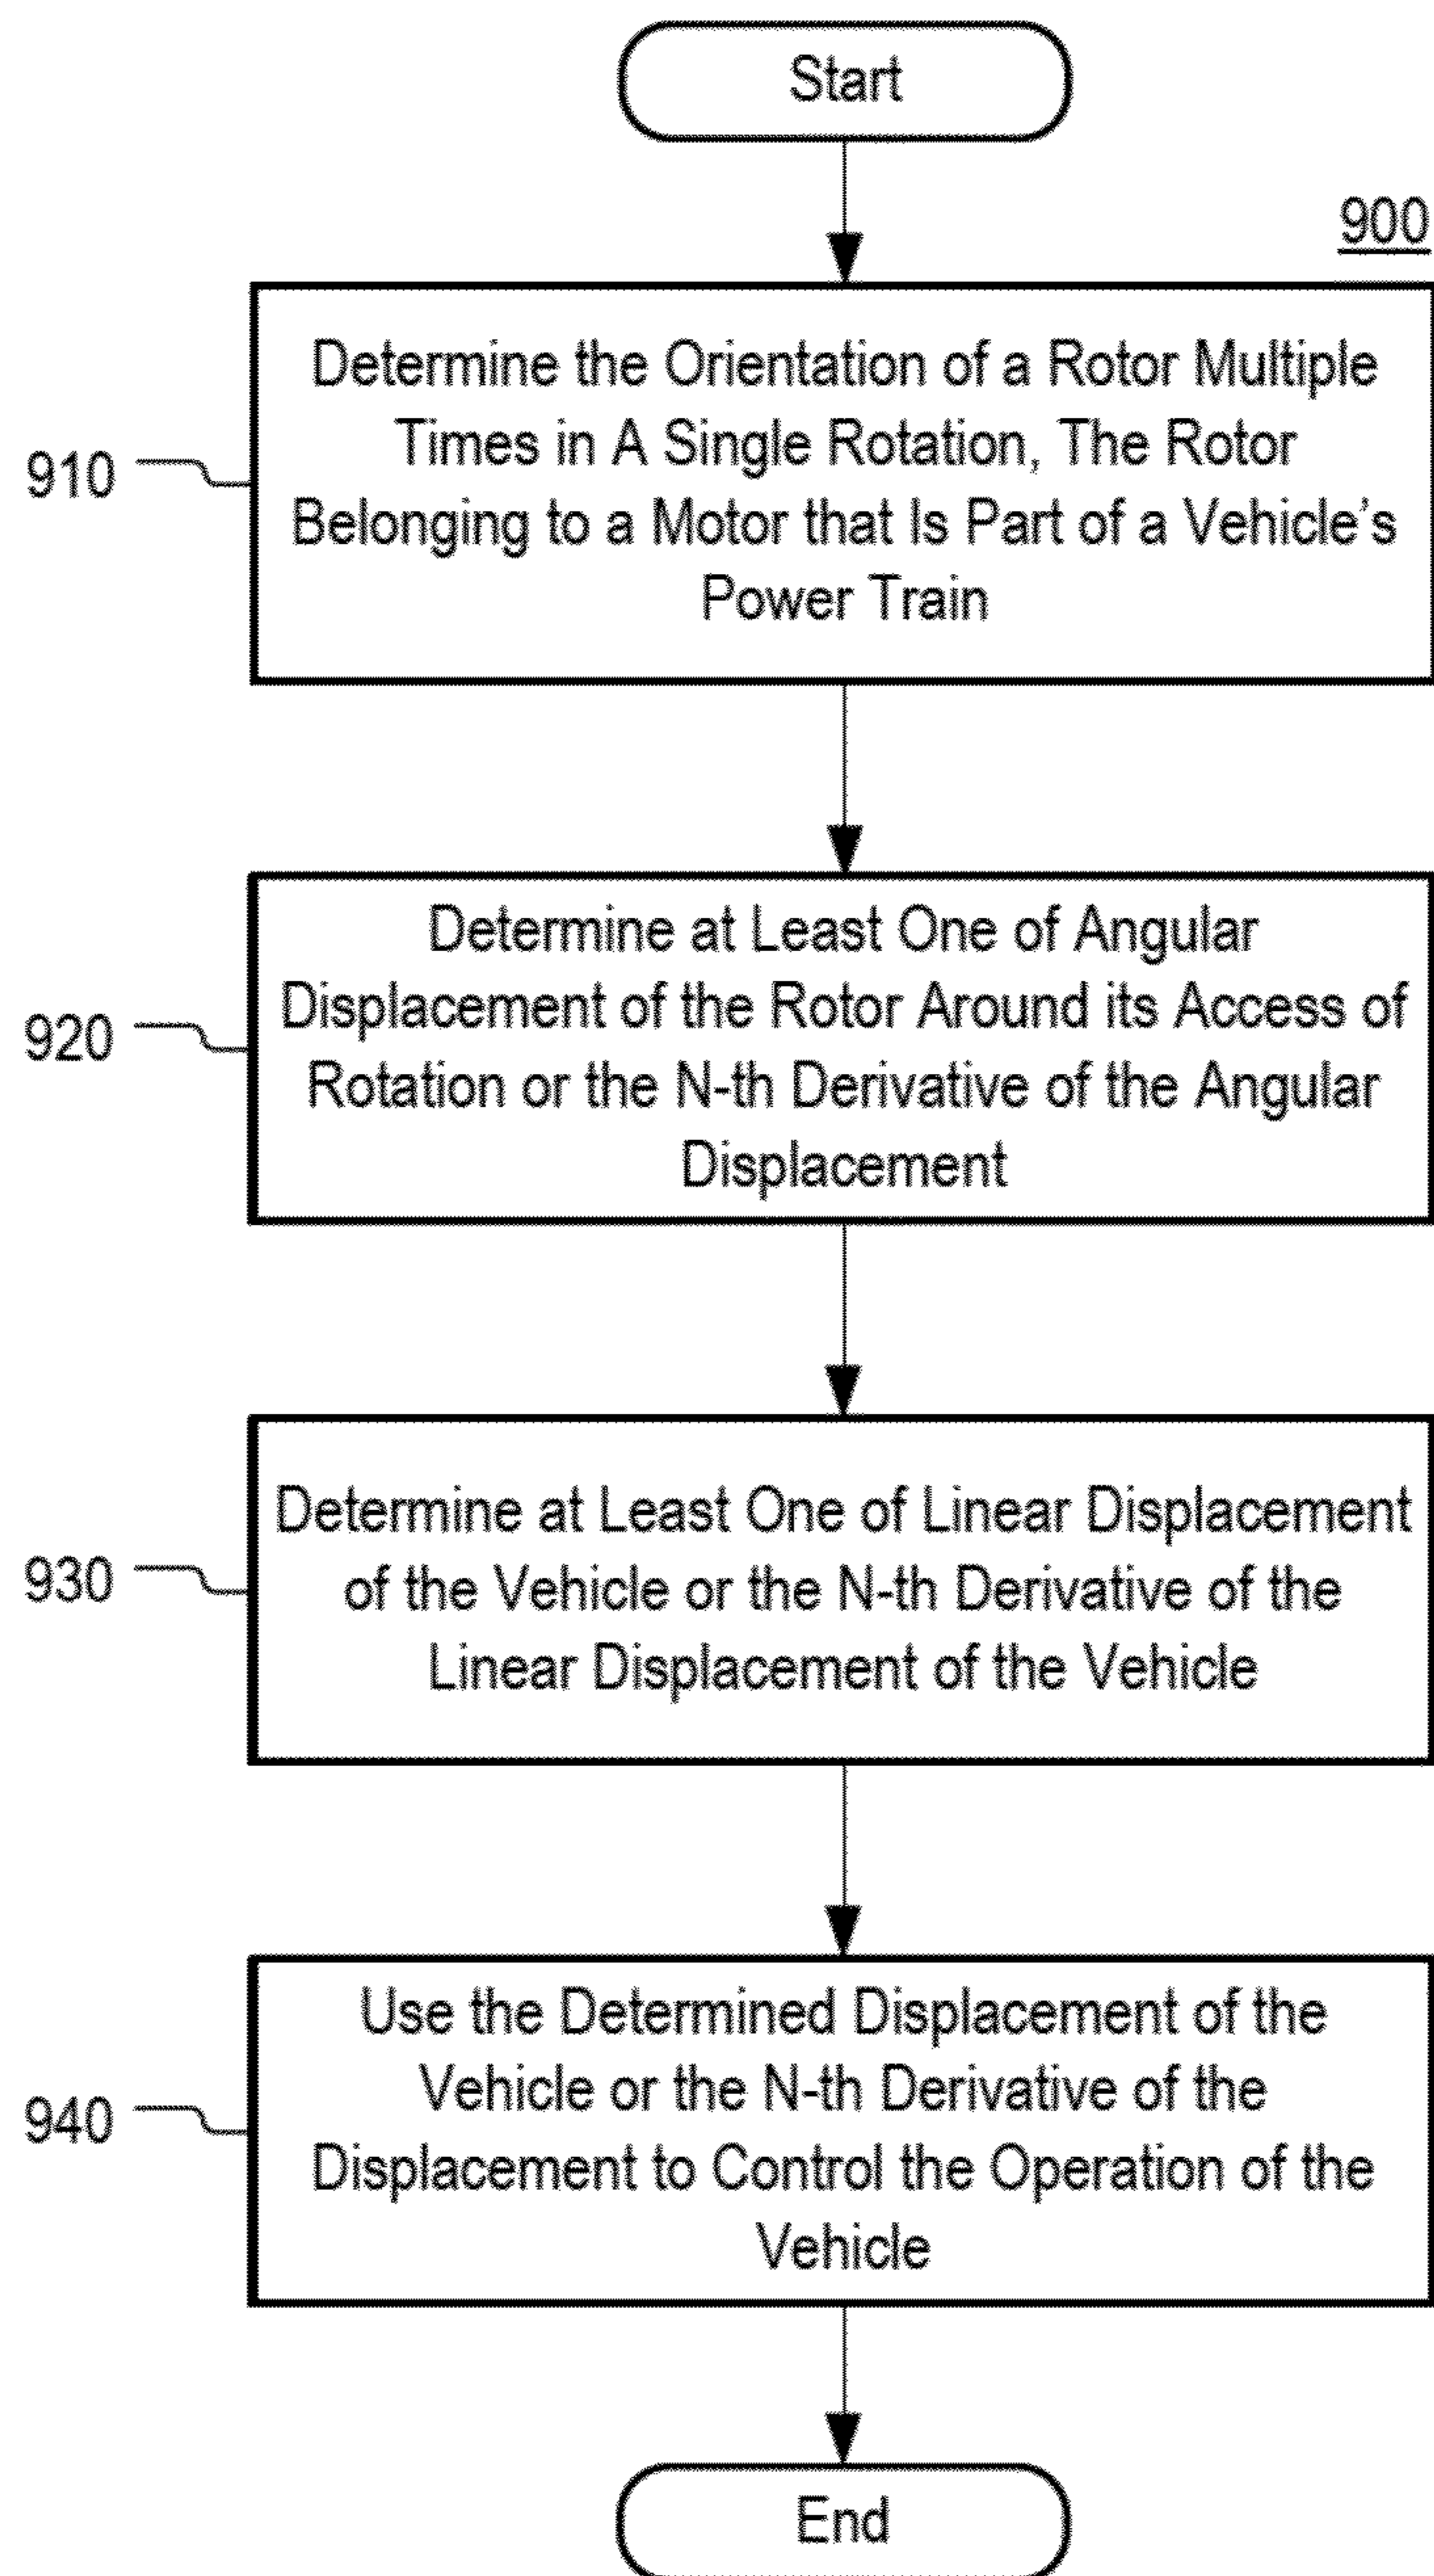 Start
900
Determine the Orientation of a Rotor Multiple
Times in A Single Rotation, The Rotor
Belonging to a Motor that Is Part of a Vehicle's
Power Train
910
Determine at Least One of Angular
Displacement of the Rotor Around its Access of
Rotation or the N-th Derivative of the Angular
Displacement
920
Determine at Least One of Linear Displacement
of the Vehicle or the N-th Derivative of the
Linear Displacement of the Vehicle
930
Use the Determined Displacement of the
Vehicle or the N-th Derivative of the
Displacement to Control the Operation of the
Vehicle
940
End